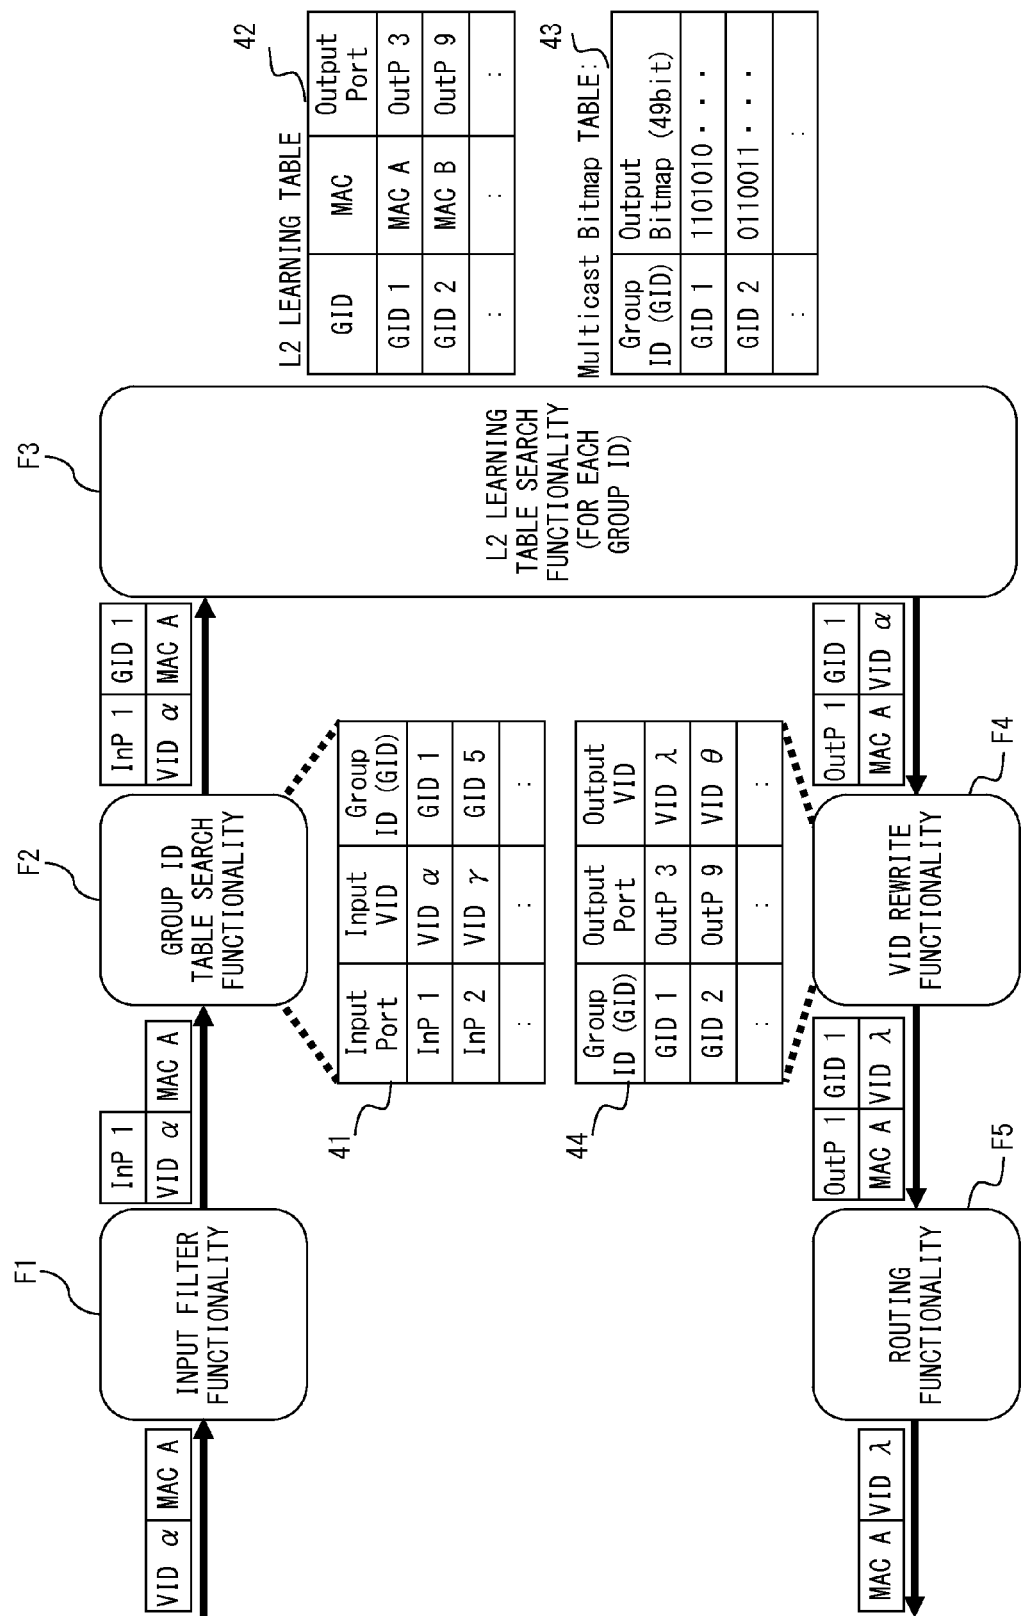 F1
F2
F3
VID α MAC A
INPUT FILTER
FUNCTIONALITY
InP 1
VID α MAC A
GROUP ID
TABLE SEARCH
FUNCTIONALITY
InP 1 GID 1
VID α MAC A
L2 LEARNING
TABLE SEARCH
FUNCTIONALITY
(FOR EACH
GROUP ID)
L2 LEARNING TABLE
42
GID MAC Output
Port
GID 1 MAC A OutP 3
GID 2 MAC B OutP 9
: : :
Multicast Bitmap TABLE:
43
Group
ID (GID) Output
Bitmap (49bit)
GID 1 1101010・・・・
GID 2 0110011・・・・
:
41
Input
Port Input
VID Group
ID (GID)
InP 1 VID α GID 1
InP 2 VID γ GID 5
: : :
44
Group
ID (GID) Output
Port Output
VID
GID 1 OutP 3 VID λ
GID 2 OutP 9 VID θ
: : :
OutP 1 GID 1
MAC A VID α
VID REWRITE
FUNCTIONALITY
F4
OutP 1 GID 1
MAC A VID λ
ROUTING
FUNCTIONALITY
F5
MAC A VID λ